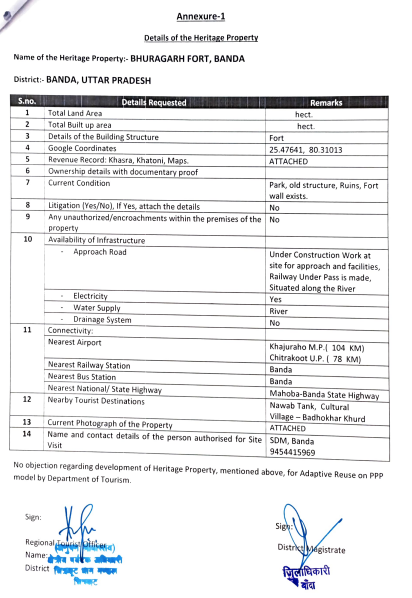 Annexure-1
Details of the Heritage Property
Name of the Heritage Property:- BHURAGARH FORT, BANDA
District:- BANDA, UTTAR PRADESH
S.no. Details Requested Remarks
1 Total Land Area hect.
2 Total Built up area hect.
3 Details of the Building Structure Fort
4 Google Coordinates 25.47641, 80.31013
5 Revenue Record: Khasra, Khatoni, Maps. ATTACHED
6 Ownership details with documentary proof
7 Current Condition Park, old structure, Ruins, Fort
wall exists.
8 Litigation (Yes/No), If Yes, attach the details No
9 Any unauthorized/encroachments within the premises of the No
property
10 Availability of Infrastructure
- Approach Road Under Construction Work at
site for approach and facilities,
Railway Under Pass is made,
Situated along the River
- Electricity Yes
- Water Supply River
- Drainage System No
11 Connectivity:
Nearest Airport Khajuraho M.P.( 104 KM)
Chitrakoot U.P. ( 78 KM)
Nearest Railway Station Banda
Nearest Bus Station Banda
Nearest National/ State Highway Mahoba-Banda State Highway
12 Nearby Tourist Destinations Nawab Tank, Cultural
Village – Badhokhar Khurd
13 Current Photograph of the Property ATTACHED
14 Name and contact details of the person authorised for Site SDM, Banda
Visit 9454415969
No objection regarding development of Heritage Property, mentioned above, for Adaptive Reuse on PPP
model by Department of Tourism.
Sign: Sign:
Regional Tourist Officer District Magistrate
Name:
District
जिलाधिकारी
बाँदा